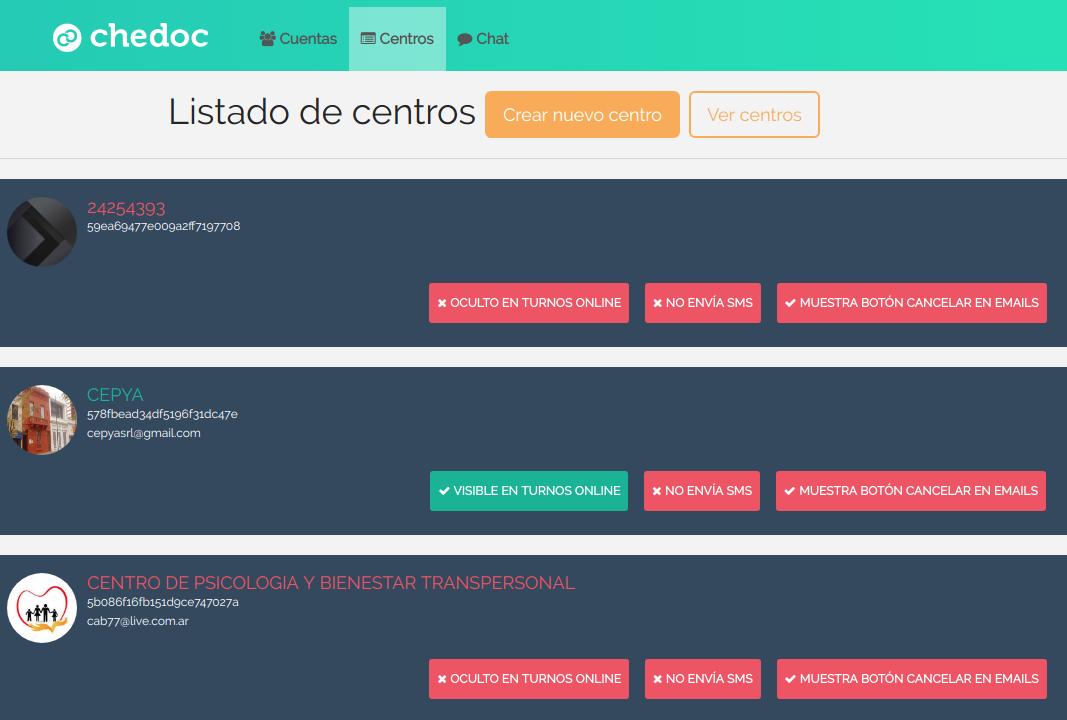 chedoc
Cuentas
Centros
Chat
Listado de centros
Crear nuevo centro
Ver centros
24254393
59ea69477e009a2ff7197708
OCULTO EN TURNOS ONLINE
NO ENVÍA SMS
MUESTRA BOTÓN CANCELAR EN EMAILS
CEPYA
578fbead34df5196f31dc47e
cepyasrl@gmail.com
VISIBLE EN TURNOS ONLINE
NO ENVÍA SMS
MUESTRA BOTÓN CANCELAR EN EMAILS
CENTRO DE PSICOLOGIA Y BIENESTAR TRANSPERSONAL
5b086f16fb151d9ce747027a
cab77@live.com.ar
OCULTO EN TURNOS ONLINE
NO ENVÍA SMS
MUESTRA BOTÓN CANCELAR EN EMAILS